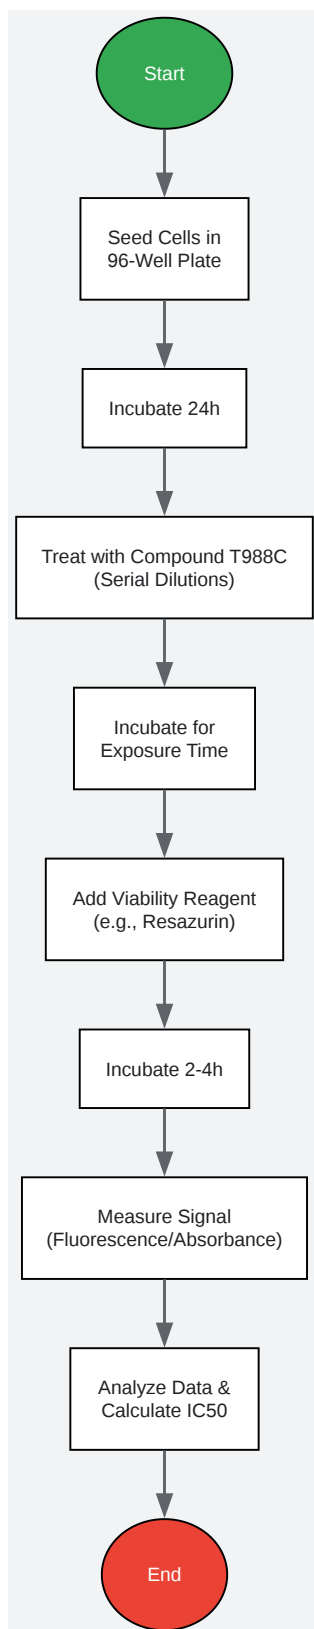 Start
Seed Cells in
96-Well Plate
Incubate 24h
Treat with Compound T988C
(Serial Dilutions)
Incubate for
Exposure Time
Add Viability Reagent
(e.g., Resazurin)
Incubate 2-4h
Measure Signal
(Fluorescence/Absorbance)
Analyze Data &
Calculate IC50
End